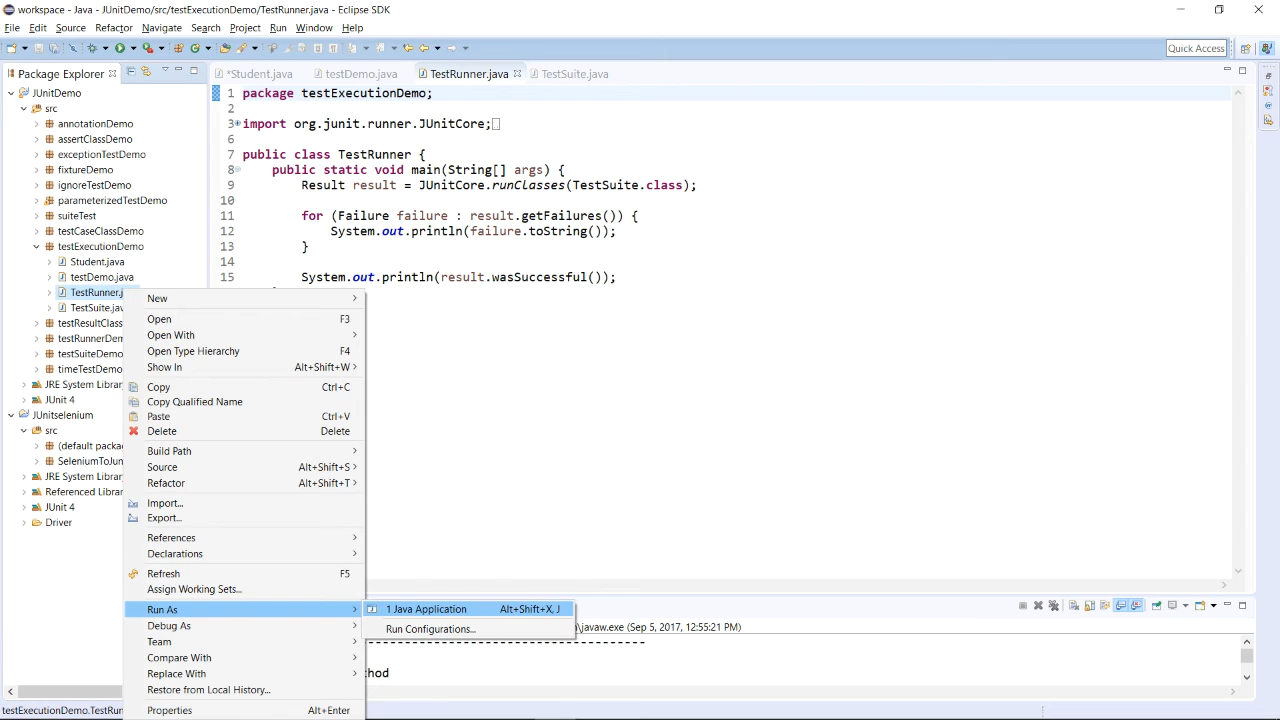 workspace - Java - JUnitDemo/src/testExecutionDemo/TestRunner.java - Eclipse SDK
File Edit Source Refactor Navigate Search Project Run Window Help
Quick Access
Package Explorer
*Student.java testDemo.java TestRunner.java TestSuite.java
JUnitDemo
src
annotationDemo
assertClassDemo
exceptionTestDemo
fixtureDemo
ignoreTestDemo
parameterizedTestDemo
suiteTest
testCaseClassDemo
testExecutionDemo
Student.java
testDemo.java
TestRunner.j
TestSuite.jav
testResultClass
testRunnerDemo
testSuiteDemo
timeTestDemo
JRE System Librar
JUnit 4
JUnitselenium
src
(default packag
SeleniumToJun
JRE System Librar
Referenced Librar
JUnit 4
Driver
1 package testExecutionDemo;
2
3 import org.junit.runner.JUnitCore;
6
7 public class TestRunner {
8 public static void main(String[] args) {
9 Result result = JUnitCore.runClasses(TestSuite.class);
10
11 for (Failure failure : result.getFailures()) {
12 System.out.println(failure.toString());
13 }
14
15 System.out.println(result.wasSuccessful());
New
Open F3
Open With
Open Type Hierarchy F4
Show In Alt+Shift+W
Copy Ctrl+C
Copy Qualified Name
Paste Ctrl+V
Delete Delete
Build Path
Source Alt+Shift+S
Refactor Alt+Shift+T
Import...
Export...
References
Declarations
Refresh F5
Assign Working Sets...
Run As
Debug As
Team
Compare With
Replace With
Restore from Local History...
Properties Alt+Enter
1 Java Application Alt+Shift+X, J
Run Configurations...
\javaw.exe (Sep 5, 2017, 12:55:21 PM)
----------------------------------------
thod
testExecutionDemo.TestRun